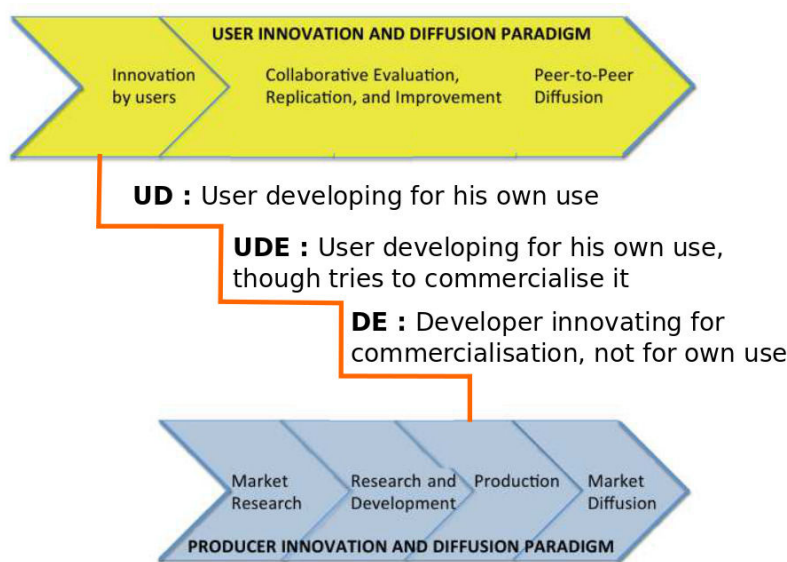 USER INNOVATION AND DIFFUSION PARADIGM
Innovation
by users
Collaborative Evaluation,
Replication, and Improvement
Peer-to-Peer
Diffusion
UD : User developing for his own use
UDE : User developing for his own use,
though tries to commercialise it
DE : Developer innovating for
commercialisation, not for own use
Market
Research
Research and
Development
Production
Market
Diffusion
PRODUCER INNOVATION AND DIFFUSION PARADIGM